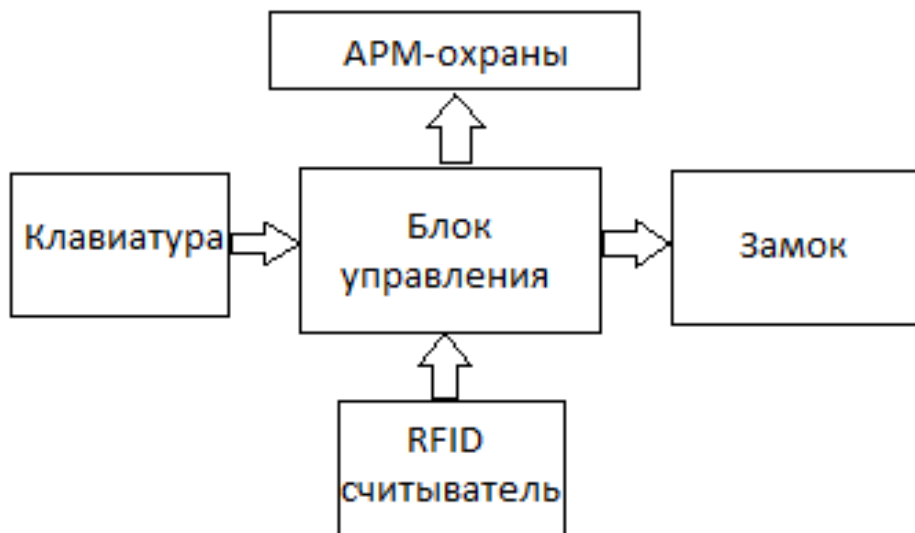 АРМ-охраны
Клавиатура
Блок
управления
Замок
RFID
считыватель